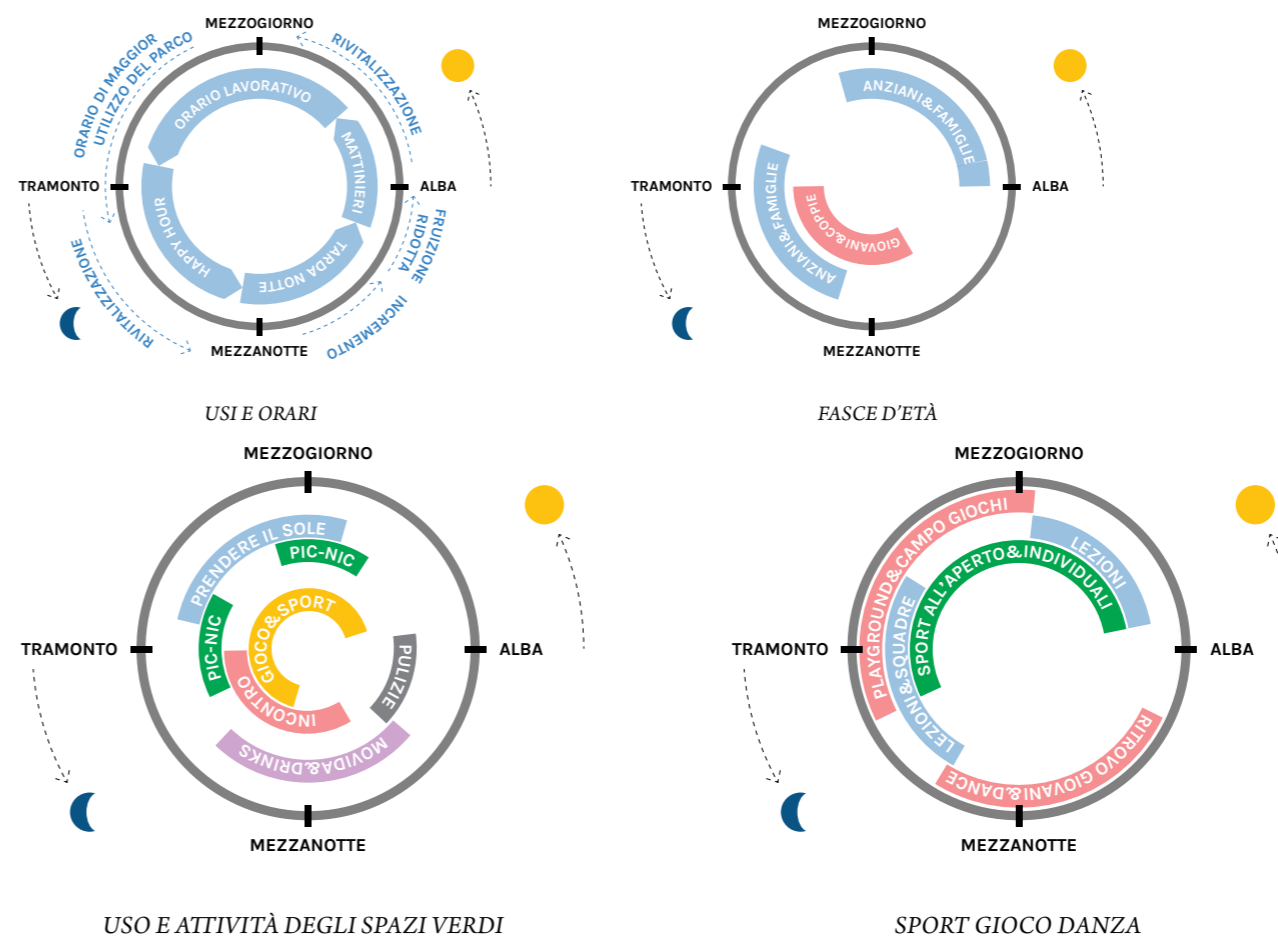 MEZZOGIORNO
ORARIO DI MAGGIOR
UTILIZZO DEL PARCO
RIVITALIZZAZIONE
ORARIO LAVORATIVO
MATTINIERI
TRAMONTO
ALBA
HAPPY HOUR
TARDA NOTTE
FRUIZIONE
RIDOTTA
RIVITALIZZAZIONE
INCREMENTO
MEZZANOTTE
USI E ORARI
MEZZOGIORNO
ANZIANI&FAMIGLIE
TRAMONTO
ALBA
ANZIANI&FAMIGLIE
GIOVANI&COPPIE
MEZZANOTTE
FASCE D'ETÀ
MEZZOGIORNO
PRENDERE IL SOLE
PIC-NIC
PIC-NIC
GIOCO&SPORT
TRAMONTO
ALBA
PULIZIE
INCONTRO
MOVIDA&DRINKS
MEZZANOTTE
USO E ATTIVITÀ DEGLI SPAZI VERDI
MEZZOGIORNO
PLAYGROUND&CAMPO GIOCHI
LEZIONI
SPORT ALL'APERTO&INDIVIDUALI
TRAMONTO
ALBA
LEZIONI&SQUADRE
RITROVO GIOVANI&DANCE
MEZZANOTTE
SPORT GIOCO DANZA